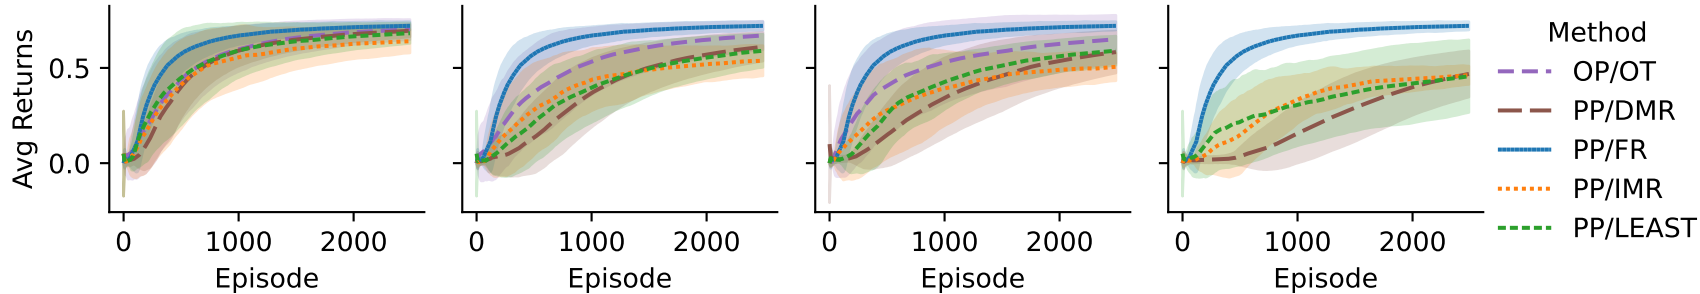 Avg Returns
0.5
0.0
0 1000 2000
Episode
0 1000 2000
Episode
0 1000 2000
Episode
0 1000 2000
Episode
Method
OP/OT
PP/DMR
PP/FR
PP/IMR
PP/LEAST